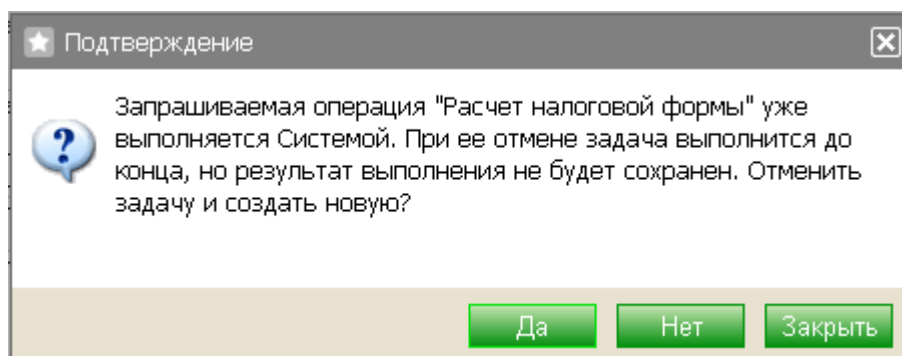 Подтверждение
Запрашиваемая операция "Расчет налоговой формы" уже
выполняется Системой. При ее отмене задача выполнится до
конца, но результат выполнения не будет сохранен. Отменить
задачу и создать новую?
Да Нет Закрыть